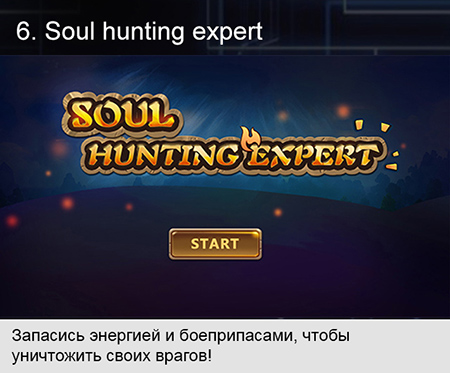 6. Soul hunting expert
SOUL
HUNTING EXPERT
START
Запасись энергией и боеприпасами, чтобы
уничтожить своих врагов!